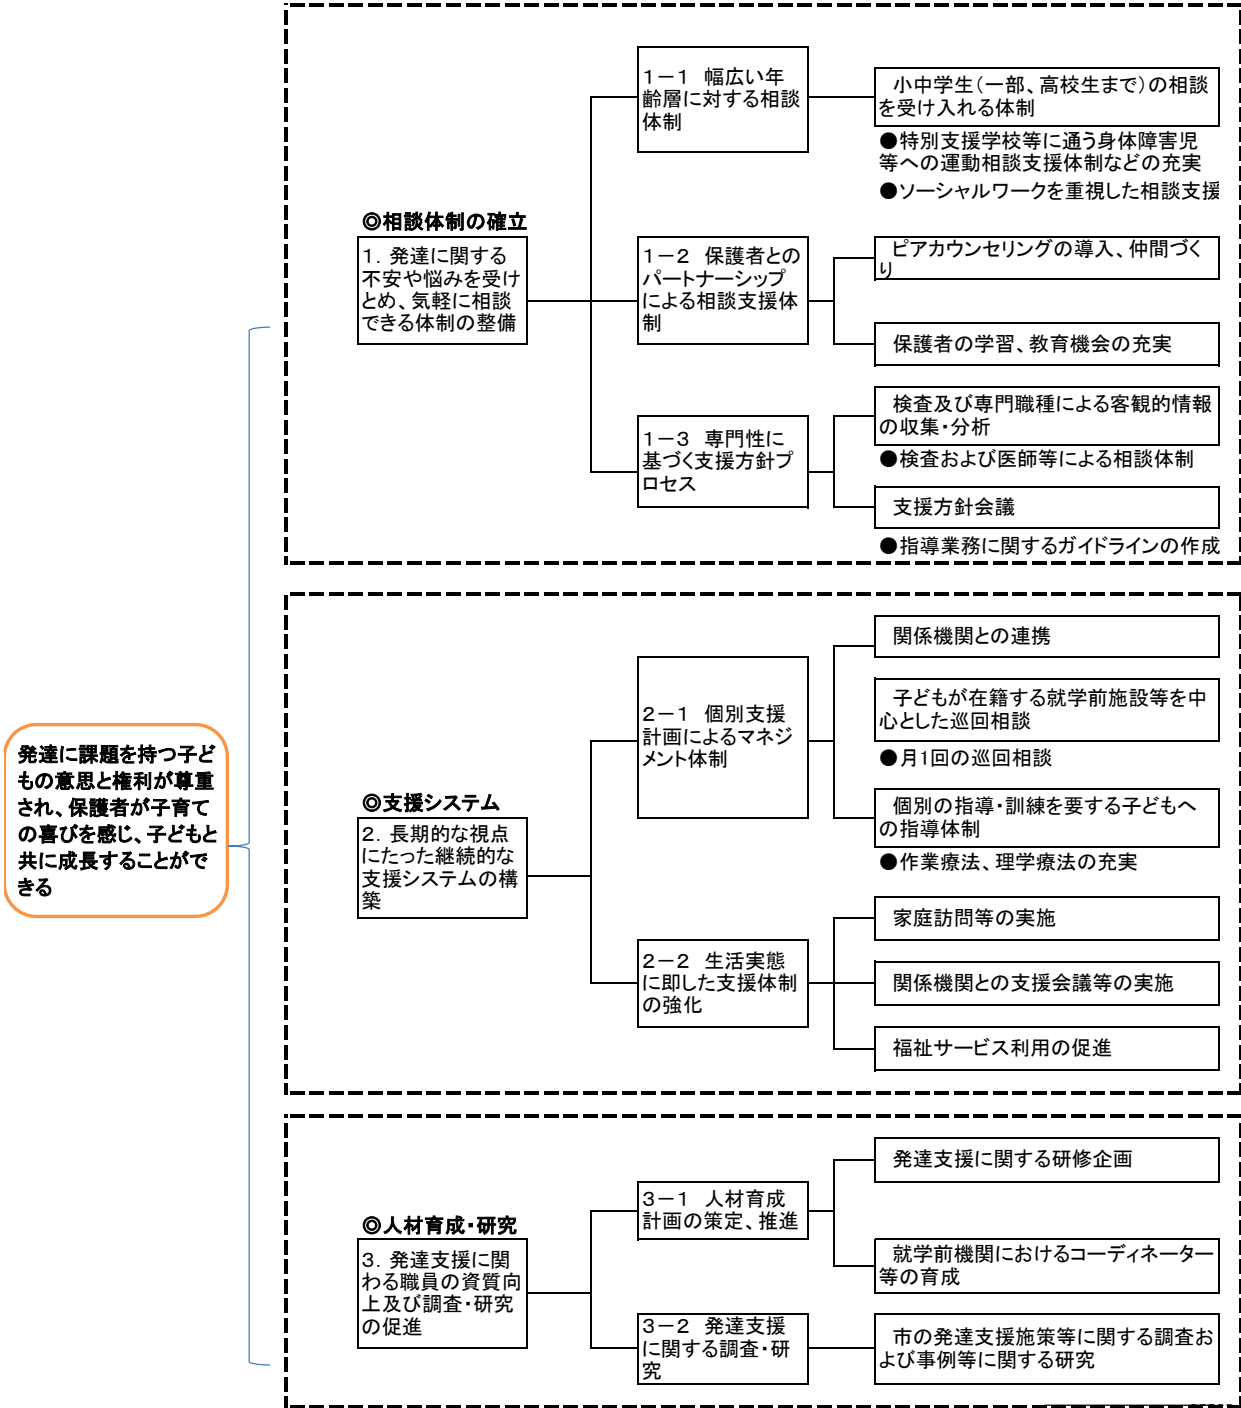 発達に課題を持つ子ど
もの意思と権利が尊重
され、保護者が子育て
の喜びを感じ、子どもと
共に成長することがで
きる
◎相談体制の確立
1．発達に関する
不安や悩みを受け
とめ、気軽に相談
できる体制の整備
1－1　幅広い年
齢層に対する相談
体制
小中学生（一部、高校生まで）の相談
を受け入れる体制
●特別支援学校等に通う身体障害児
等への運動相談支援体制などの充実
●ソーシャルワークを重視した相談支援
1－2　保護者との
パートナーシップ
による相談支援体
制
ピアカウンセリングの導入、仲間づく
り
保護者の学習、教育機会の充実
1－3　専門性に
基づく支援方針プ
ロセス
検査及び専門職種による客観的情報
の収集・分析
●検査および医師等による相談体制
支援方針会議
●指導業務に関するガイドラインの作成
◎支援システム
2．長期的な視点
にたった継続的な
支援システムの構
築
2－1　個別支援
計画によるマネジ
メント体制
関係機関との連携
子どもが在籍する就学前施設等を中
心とした巡回相談
●月1回の巡回相談
個別の指導・訓練を要する子どもへ
の指導体制
●作業療法、理学療法の充実
2－2　生活実態
に即した支援体制
の強化
家庭訪問等の実施
関係機関との支援会議等の実施
福祉サービス利用の促進
◎人材育成・研究
3．発達支援に関
わる職員の資質向
上及び調査・研究
の促進
3－1　人材育成
計画の策定、推進
発達支援に関する研修企画
就学前機関におけるコーディネーター
等の育成
3－2　発達支援
に関する調査・研
究
市の発達支援施策等に関する調査お
よび事例等に関する研究